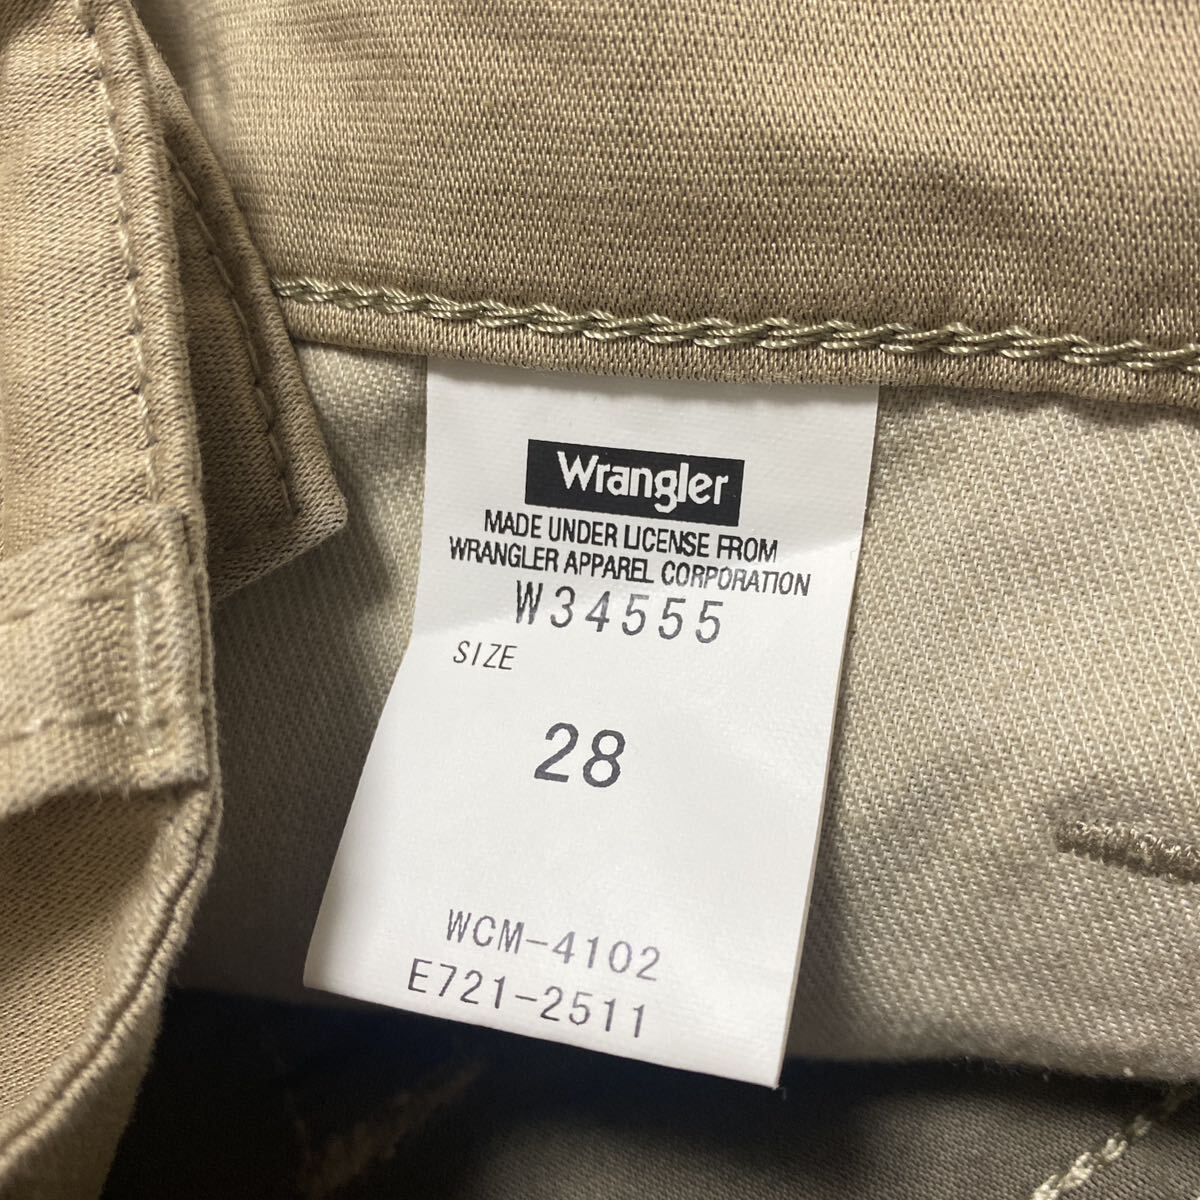 Wrangler
MADE UNDER LICENSE FROM
WRANGLER APPAREL CORPORATION
W34555
SIZE
28
WCM-4102
E721-2511